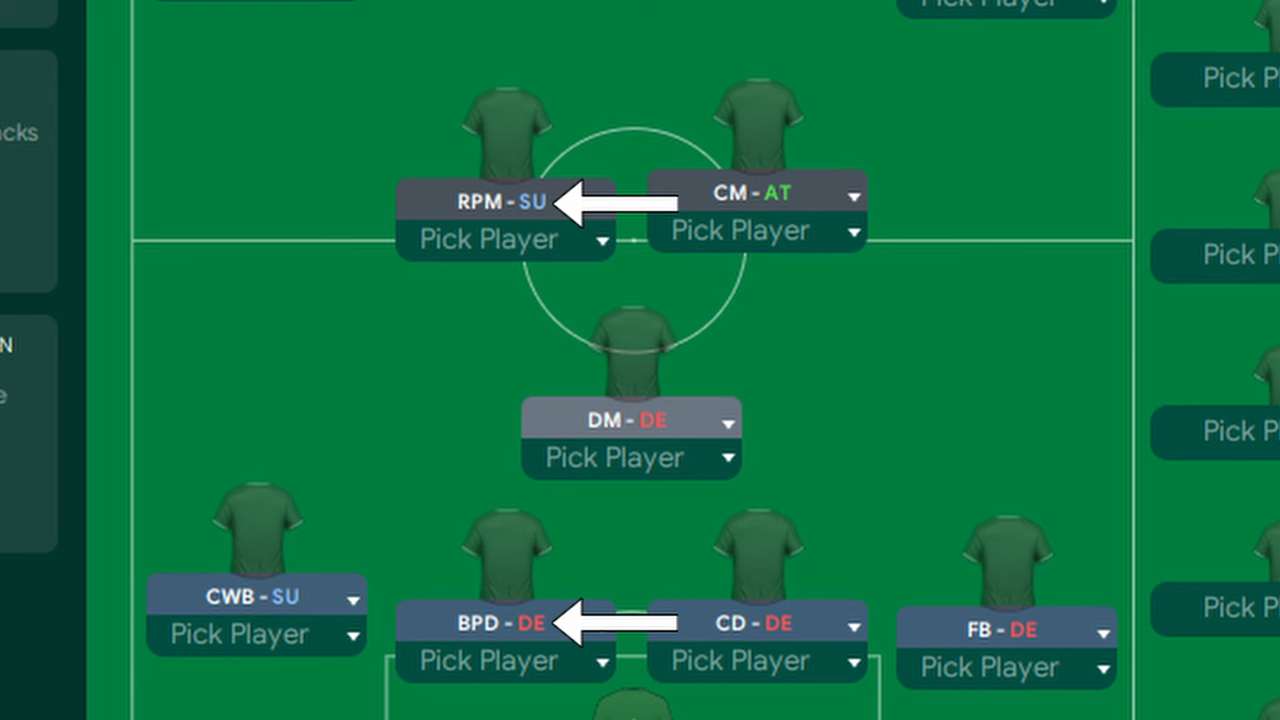 Pick Player
Pick P
acks
RPM - SU
CM - AT
Pick Player
Pick Player
Pick P
N
e
DM - DE
Pick Player
Pick P
CWB - SU
BPD - DE
CD - DE
FB - DE
Pick Player
Pick Player
Pick Player
Pick Player
Pick P